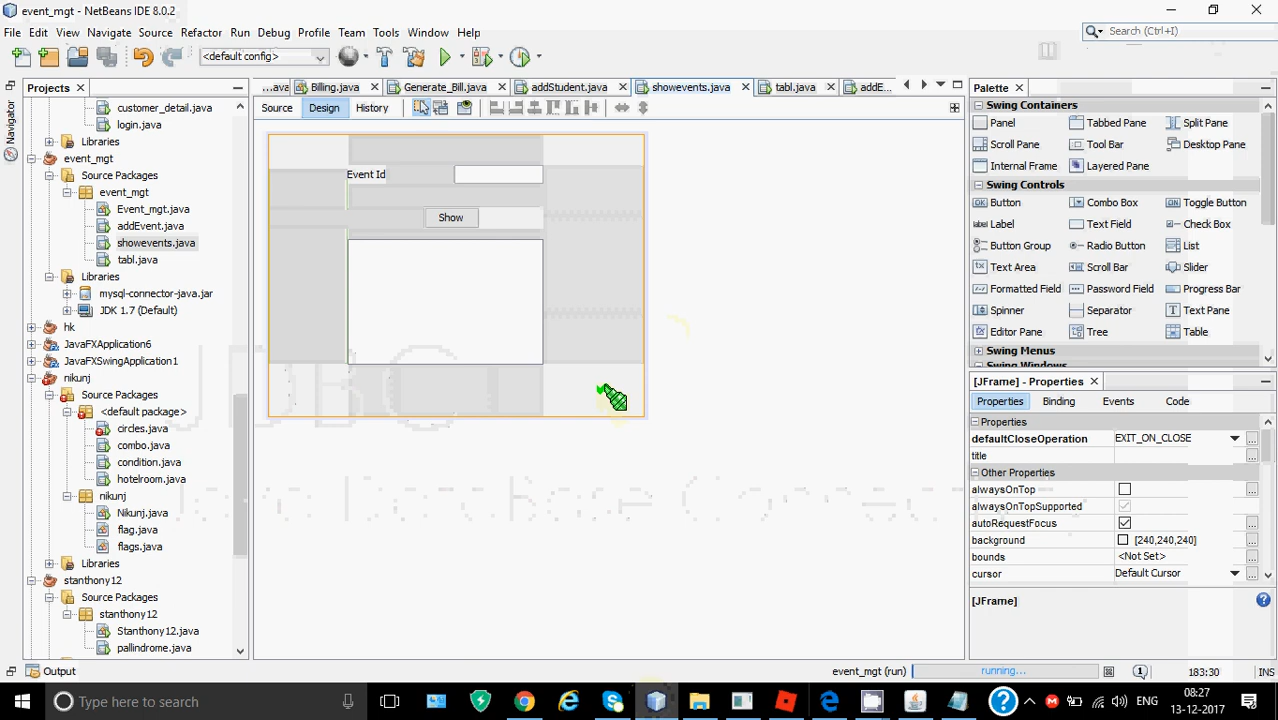 event_mgt - NetBeans IDE 8.0.2
File Edit View Navigate Source Refactor Run Debug Profile Team Tools Window Help
Search (Ctrl+I)
<default config>
Projects
Navigator
customer_detail.java
login.java
Libraries
event_mgt
Source Packages
event_mgt
Event_mgt.java
addEvent.java
showevents.java
tabl.java
Libraries
mysql-connector-java.jar
JDK 1.7 (Default)
hk
JavaFXApplication6
JavaFXSwingApplication1
nikunj
Source Packages
<default package>
circles.java
combo.java
condition.java
hotelroom.java
nikunj
Nikunj.java
flag.java
flags.java
Libraries
stanthony12
Source Packages
stanthony12
Stanthony12.java
pallindrome.java
.ava Billing.java Generate_Bill.java addStudent.java showevents.java tabl.java addE...
Source Design History
Event Id
Show
JDBC
Java Database
Palette
Swing Containers
Panel Tabbed Pane Split Pane
Scroll Pane Tool Bar Desktop Pane
Internal Frame Layered Pane
Swing Controls
Button Combo Box Toggle Button
Label Text Field Check Box
Button Group Radio Button List
Text Area Scroll Bar Slider
Formatted Field Password Field Progress Bar
Spinner Separator Text Pane
Editor Pane Tree Table
Swing Menus
[JFrame] - Properties
Properties Binding Events Code
Properties
defaultCloseOperation EXIT_ON_CLOSE
title
Other Properties
alwaysOnTop
alwaysOnTopSupported
autoRequestFocus
background [240,240,240]
bounds <Not Set>
cursor Default Cursor
[JFrame]
Output
event_mgt (run) running... 183:30 INS
Type here to search
ENG
08:27
13-12-2017